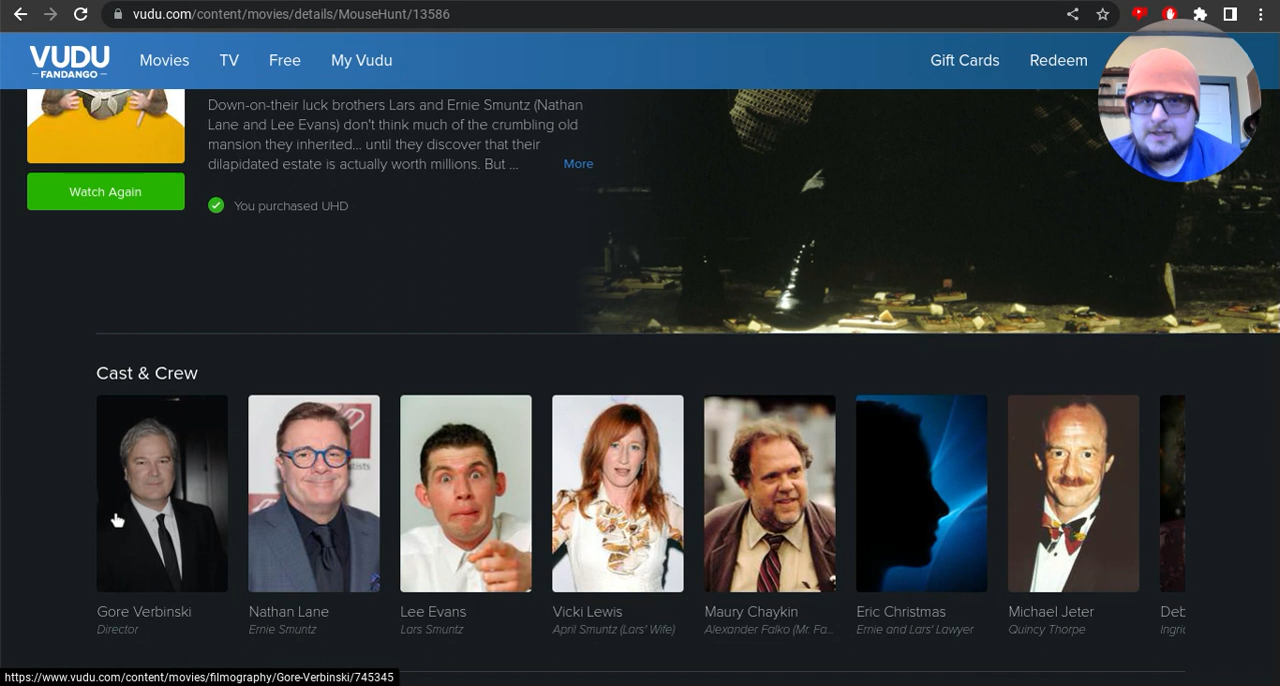 vudu.com/content/movies/details/MouseHunt/13586
VUDU
FANDANGO
Movies
TV
Free
My Vudu
Gift Cards
Redeem
Down-on-their luck brothers Lars and Ernie Smuntz (Nathan
Lane and Lee Evans) don't think much of the crumbling old
mansion they inherited... until they discover that their
dilapidated estate is actually worth millions. But ...
More
Watch Again
You purchased UHD
Cast & Crew
Gore Verbinski
Director
Nathan Lane
Ernie Smuntz
Lee Evans
Lars Smuntz
Vicki Lewis
April Smuntz (Lars' Wife)
Maury Chaykin
Alexander Falko (Mr. Fa...
Eric Christmas
Ernie and Lars' Lawyer
Michael Jeter
Quincy Thorpe
Deb
Ingri
https://www.vudu.com/content/movies/filmography/Gore-Verbinski/745345